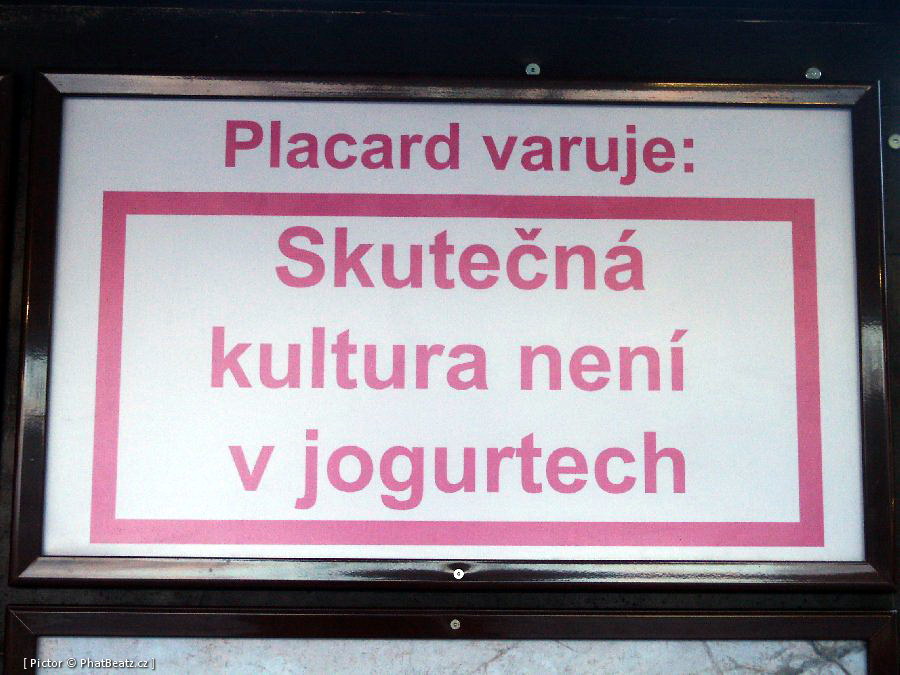 Placard varuje:
Skutečná
kultura není
v jogurtech
[ Pictor © PhatBeatz.cz ]